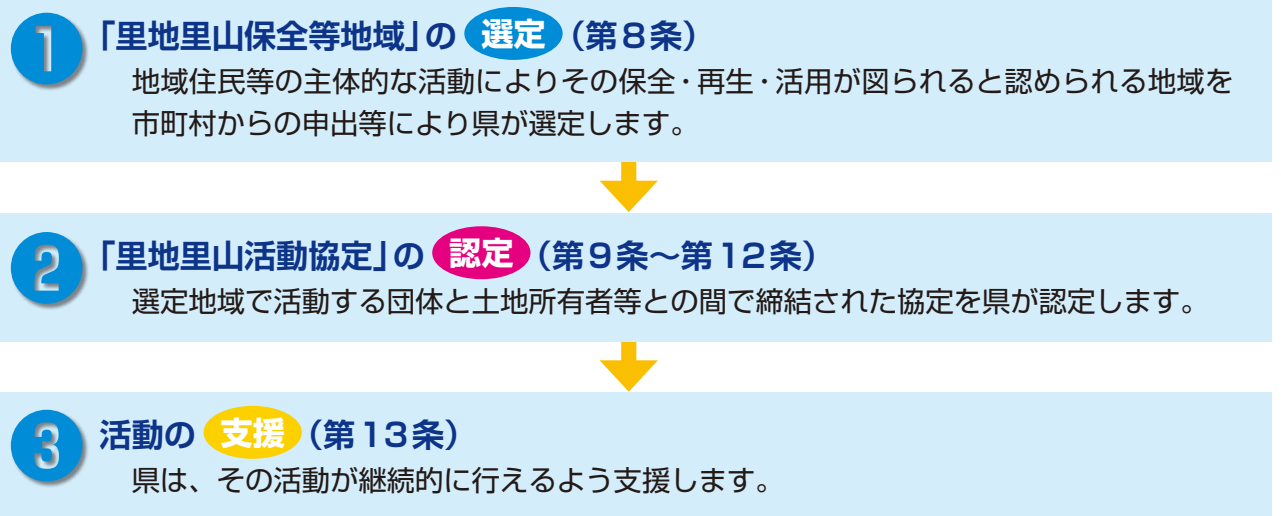 1 「里地里山保全等地域」の 選定 (第8条)
地域住民等の主体的な活動によりその保全・再生・活用が図られると認められる地域を
市町村からの申出等により県が選定します。
2 「里地里山活動協定」の 認定 (第9条～第12条)
選定地域で活動する団体と土地所有者等との間で締結された協定を県が認定します。
3 活動の 支援 (第13条)
県は、その活動が継続的に行えるよう支援します。